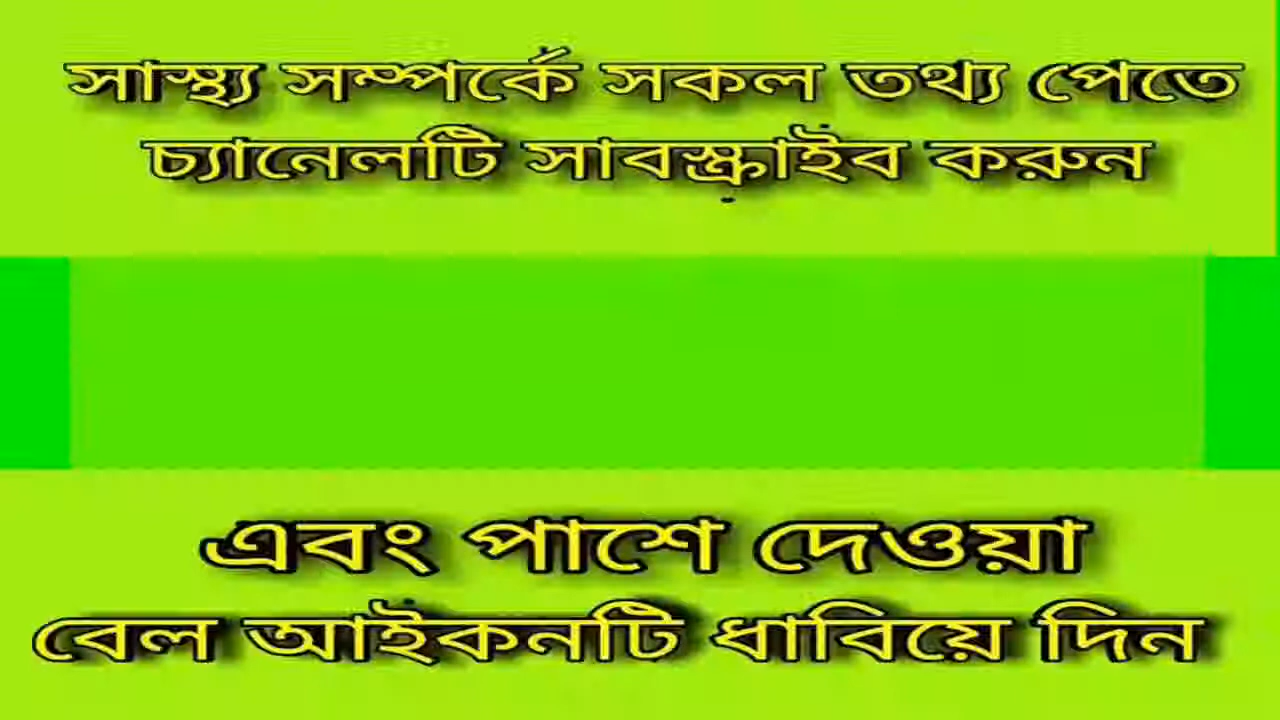 সাস্থ্য সম্পর্কে সকল তথ্য পেতে
চ্যানেলটি সাবস্ক্রাইব করুন
এবং পাশে দেওয়া
বেল আইকনটি ধাবিয়ে দিন